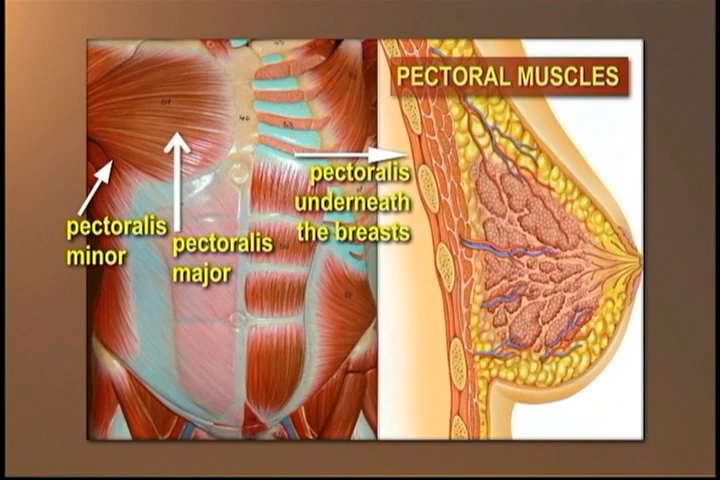 PECTORAL MUSCLES
pectoralis
underneath
the breasts
pectoralis
minor
pectoralis
major